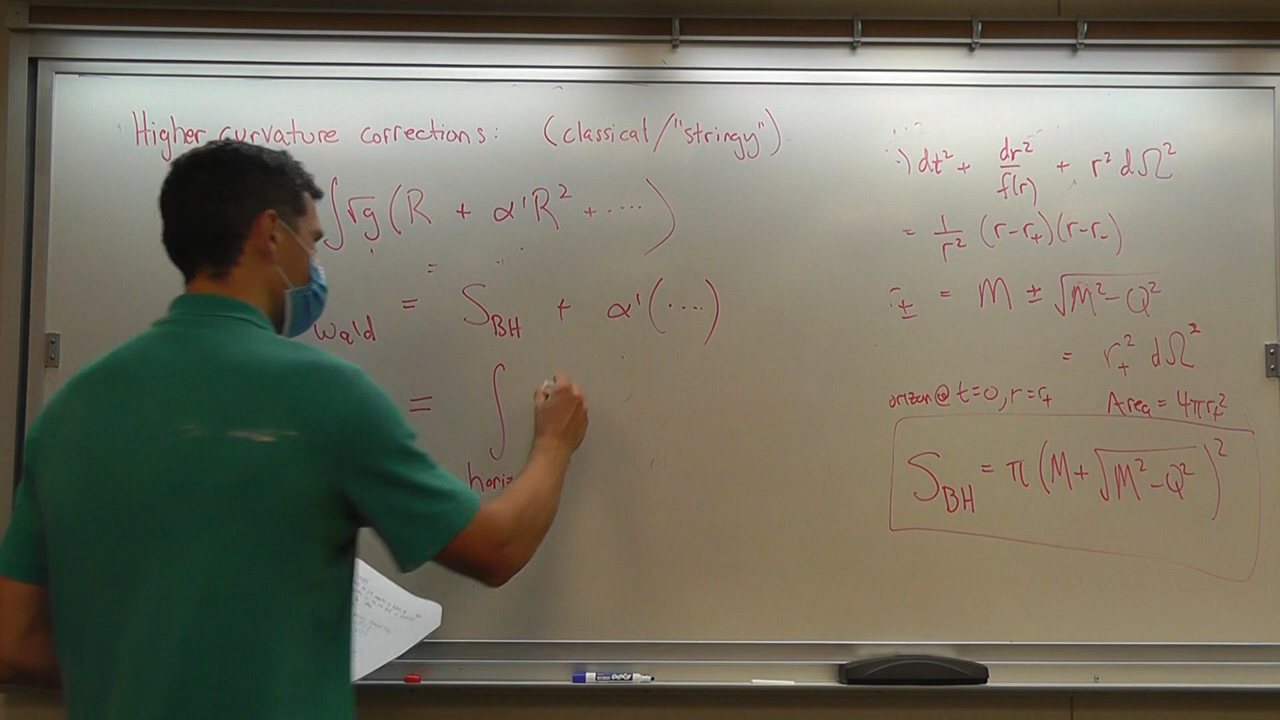 Higher curvature corrections: (classical/"stringy")
∫√g (R + α'R² + ....)
Wald = S_BH + α'(...)
= ∫
horiz
) dt² + dr²/f(r) + r² dΩ²
= 1/r² (r-r₊)(r-r₋)
r± = M ± √(M²-Q²)
= r₊² dΩ²
orizon @ t=0, r=r₊ Area = 4πr₊²
S_BH = π(M+√(M²-Q²))²